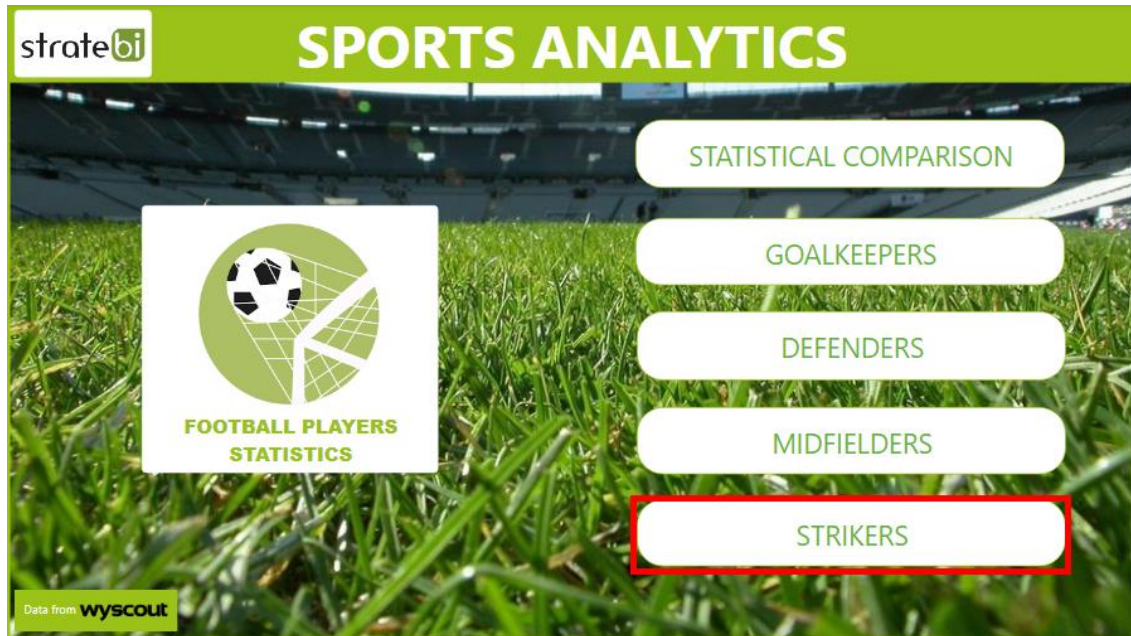 stratebi
SPORTS ANALYTICS
STATISTICAL COMPARISON
GOALKEEPERS
DEFENDERS
MIDFIELDERS
STRIKERS
FOOTBALL PLAYERS
STATISTICS
Data from wyscout